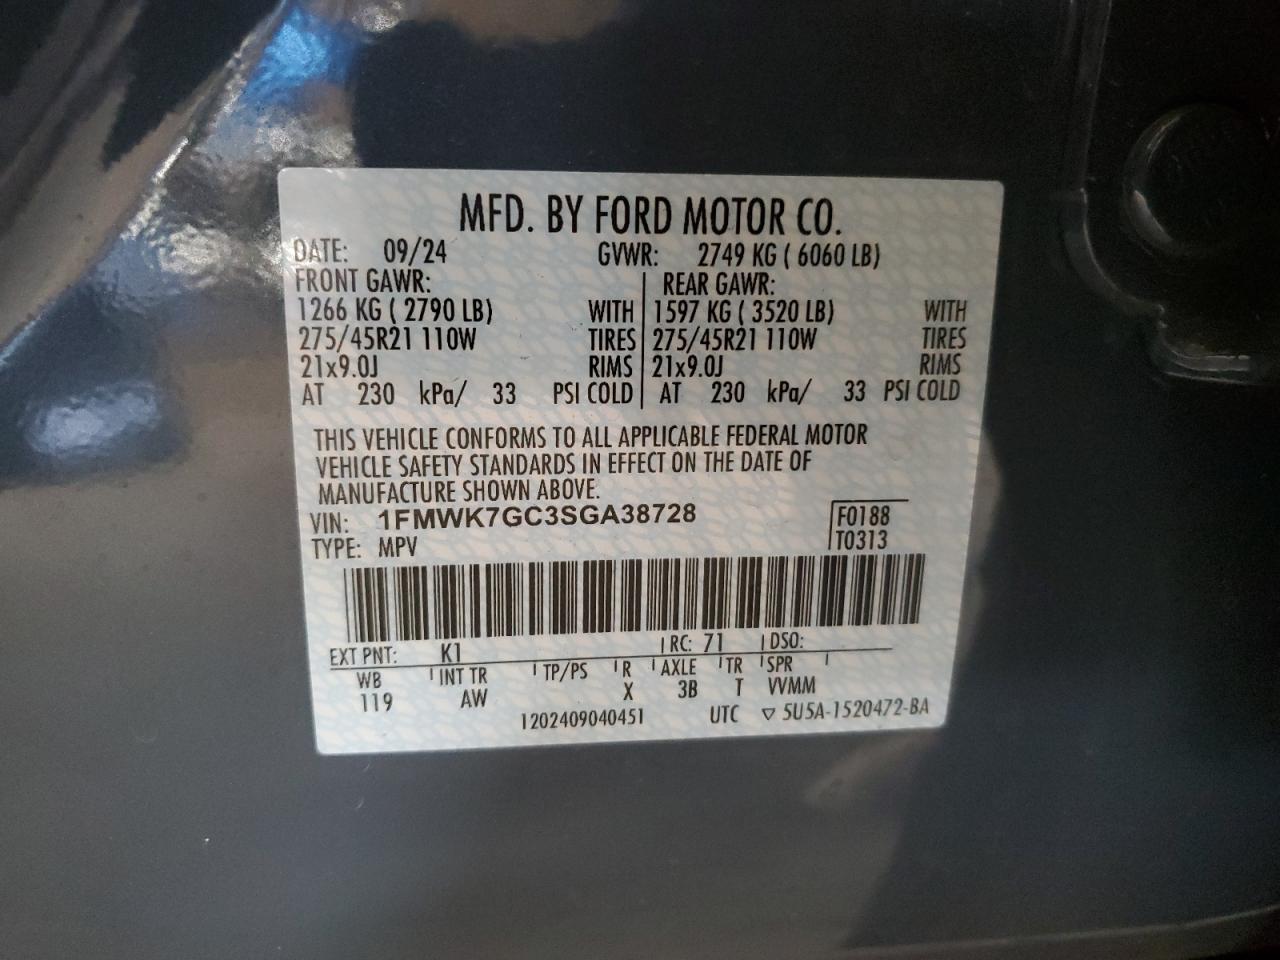 MFD. BY FORD MOTOR CO.
DATE: 09/24 GVWR: 2749 KG ( 6060 LB)
FRONT GAWR: REAR GAWR:
1266 KG ( 2790 LB) WITH 1597 KG ( 3520 LB) WITH
275/45R21 110W TIRES 275/45R21 110W TIRES
21x9.0J RIMS 21x9.0J RIMS
AT 230 kPa/ 33 PSI COLD AT 230 kPa/ 33 PSI COLD
THIS VEHICLE CONFORMS TO ALL APPLICABLE FEDERAL MOTOR
VEHICLE SAFETY STANDARDS IN EFFECT ON THE DATE OF
MANUFACTURE SHOWN ABOVE.
VIN: 1FMWK7GC3SGA38728 F0188
TYPE: MPV T0313
EXT PNT: K1 RC: 71 DSO:
WB INT TR TP/PS R AXLE TR SPR
119 AW X 3B T VVMM
1202409040451 UTC ▽ 5U5A-1520472-BA